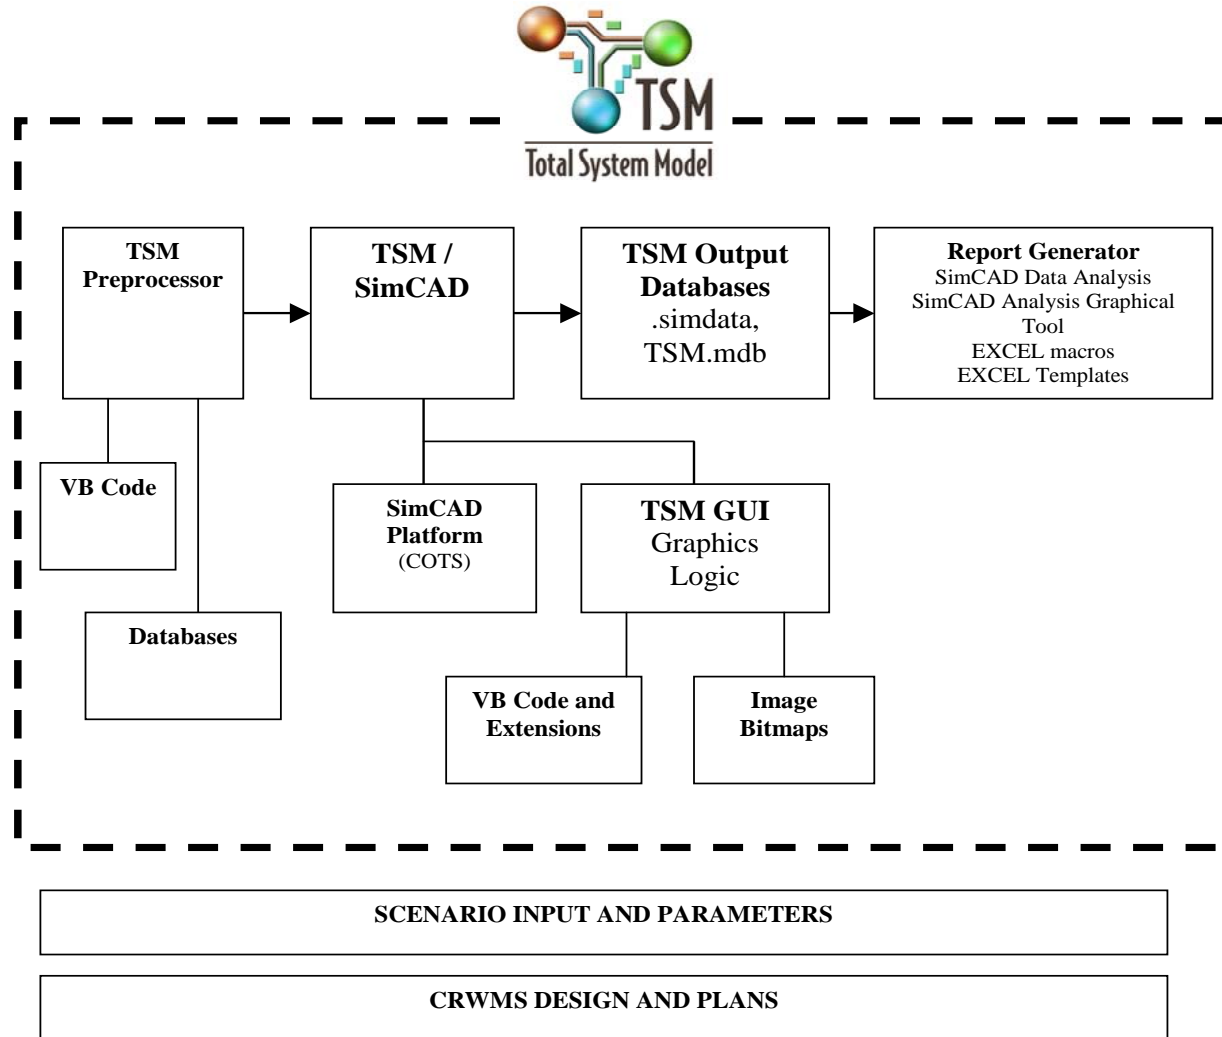 TSM
Total System Model
TSM
Preprocessor
TSM /
SimCAD
TSM Output
Databases
.simdata,
TSM.mdb
Report Generator
SimCAD Data Analysis
SimCAD Analysis Graphical
Tool
EXCEL macros
EXCEL Templates
VB Code
Databases
SimCAD
Platform
(COTS)
TSM GUI
Graphics
Logic
VB Code and
Extensions
Image
Bitmaps
SCENARIO INPUT AND PARAMETERS
CRWMS DESIGN AND PLANS